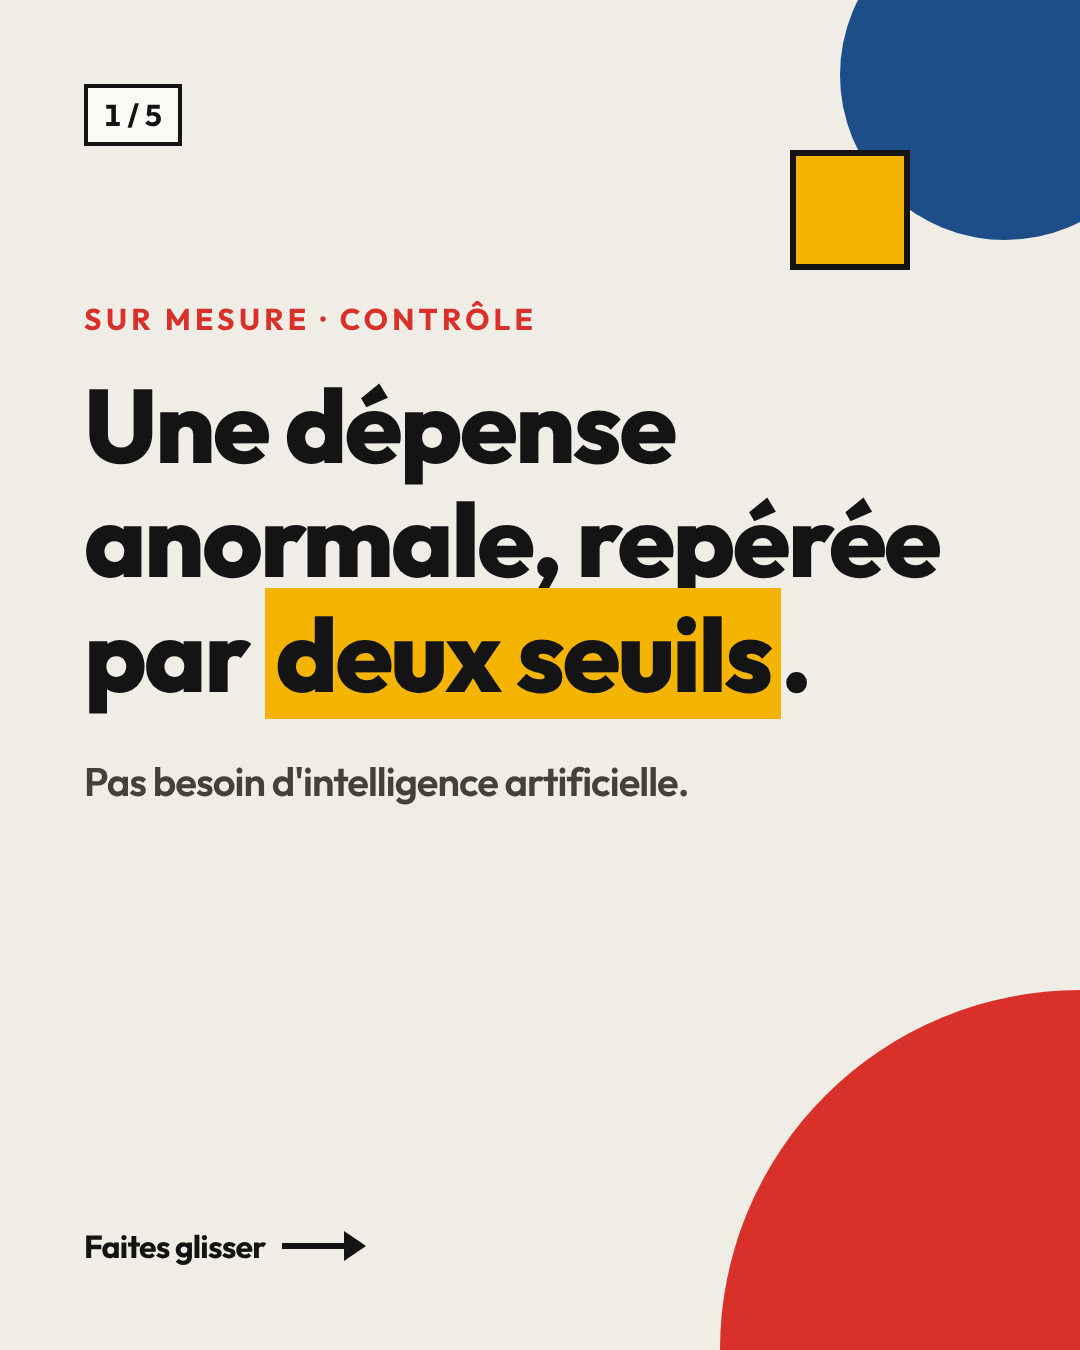 1 / 5
SUR MESURE · CONTRÔLE
Une dépense
anormale, repérée
par deux seuils.
Pas besoin d'intelligence artificielle.
Faites glisser